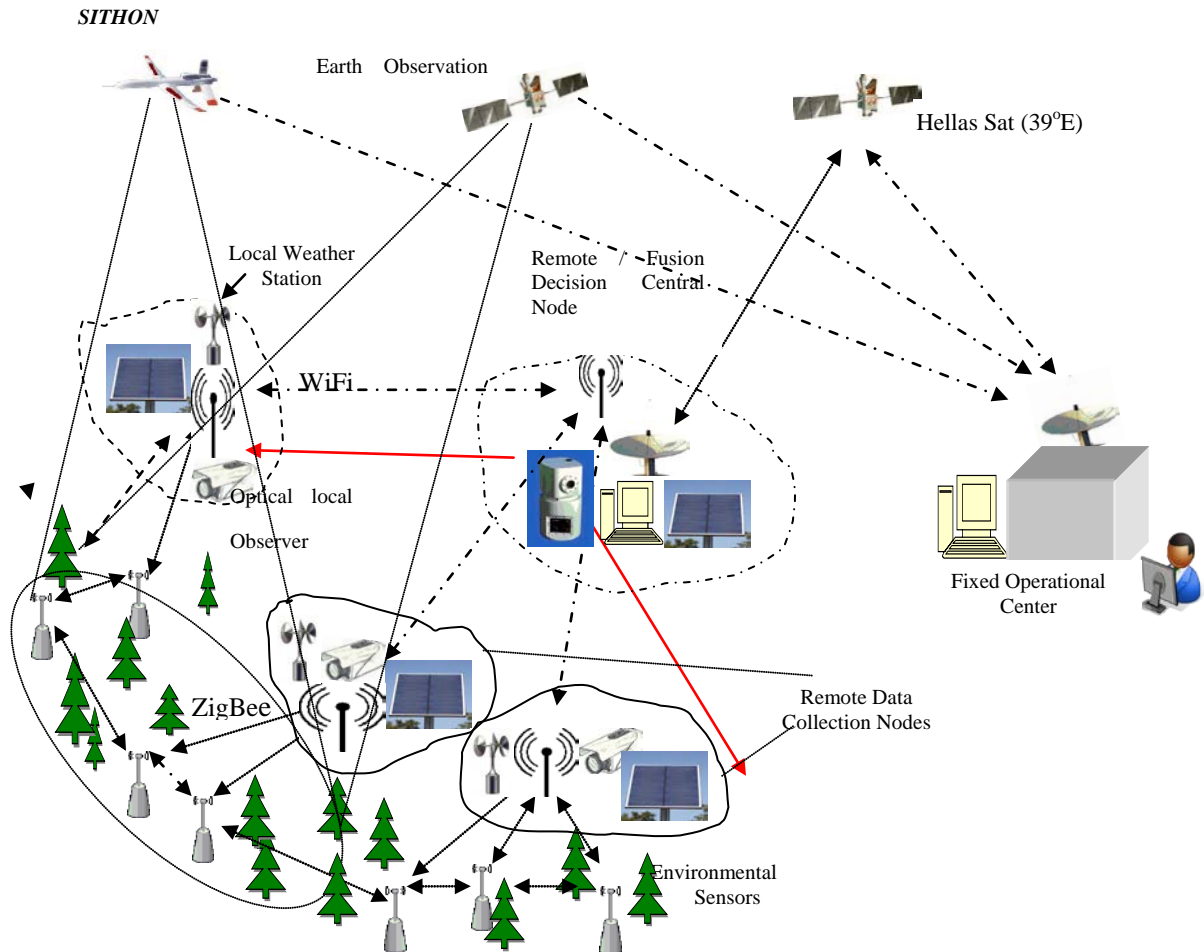 SITHON
Earth Observation
Hellas Sat (39°E)
Local Weather
Station
Remote / Fusion
Decision Central
Node
WiFi
Optical local
Observer
Fixed Operational
Center
ZigBee
Remote Data
Collection Nodes
Environmental
Sensors